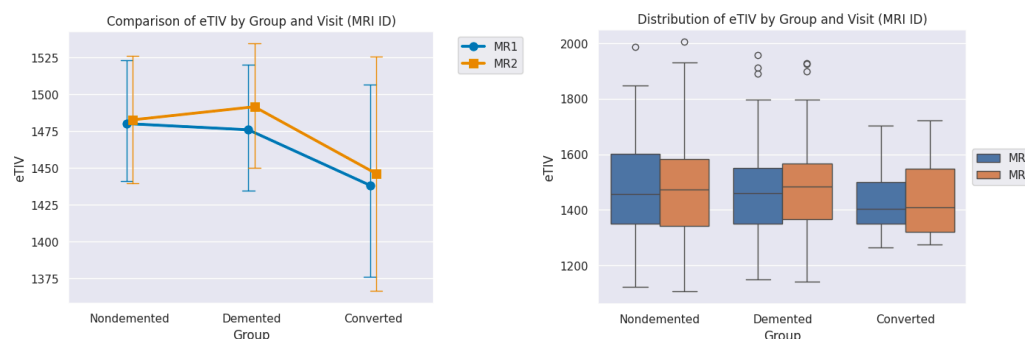 Comparison of eTIV by Group and Visit (MRI ID)
1525
1500
1475
1450
1425
1400
1375
eTIV
Nondemented
Demented
Converted
Group
MR1
MR2
Distribution of eTIV by Group and Visit (MRI ID)
2000
1800
1600
1400
1200
eTIV
Nondemented
Demented
Converted
Group
MR
MR